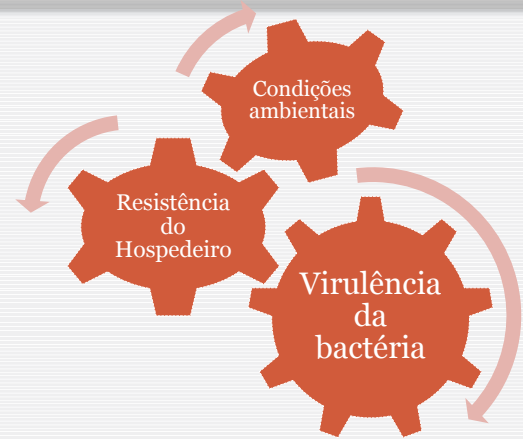 Condições
ambientais
Resistência
do
Hospedeiro
Virulência
da
bactéria